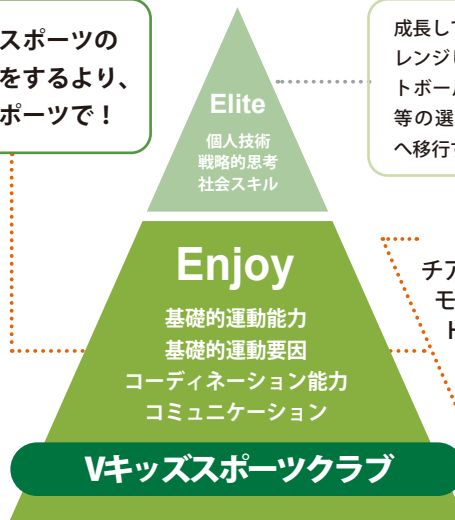 スポーツの
をするより、
ポーツで！
成長して
レンジし
トボール
等の選
へ移行す
Elite
個人技術
戦略的思考
社会スキル
Enjoy
基礎的運動能力
基礎的運動要因
コーディネーション能力
コミュニケーション
チア
モ
Vキッズスポーツクラブ